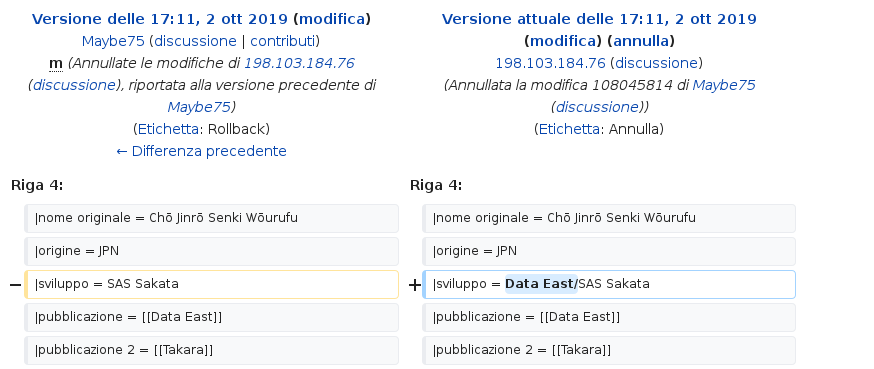 Versione delle 17:11, 2 ott 2019 (modifica)
Maybe75 (discussione | contributi)
m (Annullate le modifiche di 198.103.184.76
(discussione), riportata alla versione precedente di
Maybe75)
(Etichetta: Rollback)
← Differenza precedente
Versione attuale delle 17:11, 2 ott 2019
(modifica) (annulla)
198.103.184.76 (discussione)
(Annullata la modifica 108045814 di Maybe75
(discussione))
(Etichetta: Annulla)
Riga 4:
Riga 4:
|nome originale = Chō Jinrō Senki Wōurufu
|nome originale = Chō Jinrō Senki Wōurufu
|origine = JPN
|origine = JPN
− |sviluppo = SAS Sakata
+ |sviluppo = Data East/SAS Sakata
|pubblicazione = [[Data East]]
|pubblicazione = [[Data East]]
|pubblicazione 2 = [[Takara]]
|pubblicazione 2 = [[Takara]]